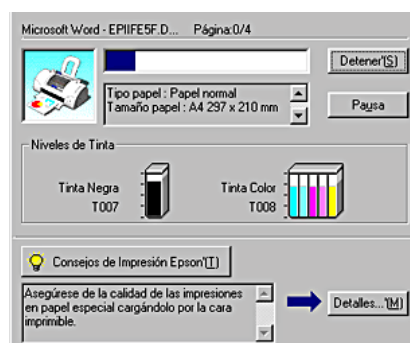 Microsoft Word - EPIIFE5F.D... Página:0/4
Detener'(S)
Tipo papel : Papel normal
Tamaño papel : A4 297 x 210 mm
Pausa
Niveles de Tinta
Tinta Negra
T007
Tinta Color
T008
Consejos de Impresión Epson'(T)
Asegúrese de la calidad de las impresiones
en papel especial cargándolo por la cara
imprimible.
Detalles...'(M)